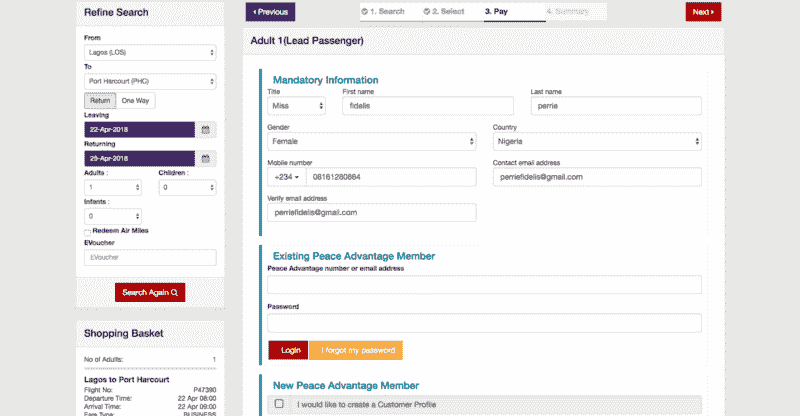 Refine Search
From
Lagos (LOS)
To
Port Harcourt (PHC)
Return One Way
Leaving
22-Apr-2018
Returning
29-Apr-2018
Adults : Children :
1 0
Infants :
0
Redeem Air Miles
EVoucher
EVoucher
Search Again
Shopping Basket
No of Adults: 1
Lagos to Port Harcourt
Flight No: P47390
Departure Time: 22 Apr 08:00
Arrival Time: 22 Apr 09:00
Fare Type: BUSINESS
Previous 1. Search 2. Select 3. Pay 4. Summary Next
Adult 1(Lead Passenger)
Mandatory Information
Title First name Last name
Miss fidelis perrie
Gender Country
Female Nigeria
Mobile number Contact email address
+234 08161280864 perriefidelis@gmail.com
Verify email address
perriefidelis@gmail.com
Existing Peace Advantage Member
Peace Advantage number or email address
Password
Login I forgot my password
New Peace Advantage Member
I would like to create a Customer Profile